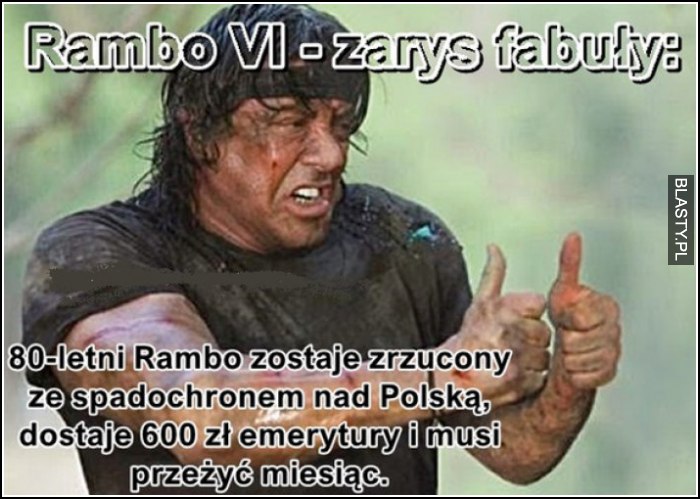 Rambo VI - zarys fabuły:
BLASTY.PL
80-letni Rambo zostaje zrzucony
ze spadochronem nad Polską,
dostaje 600 zł emerytury i musi
przeżyć miesiąc.